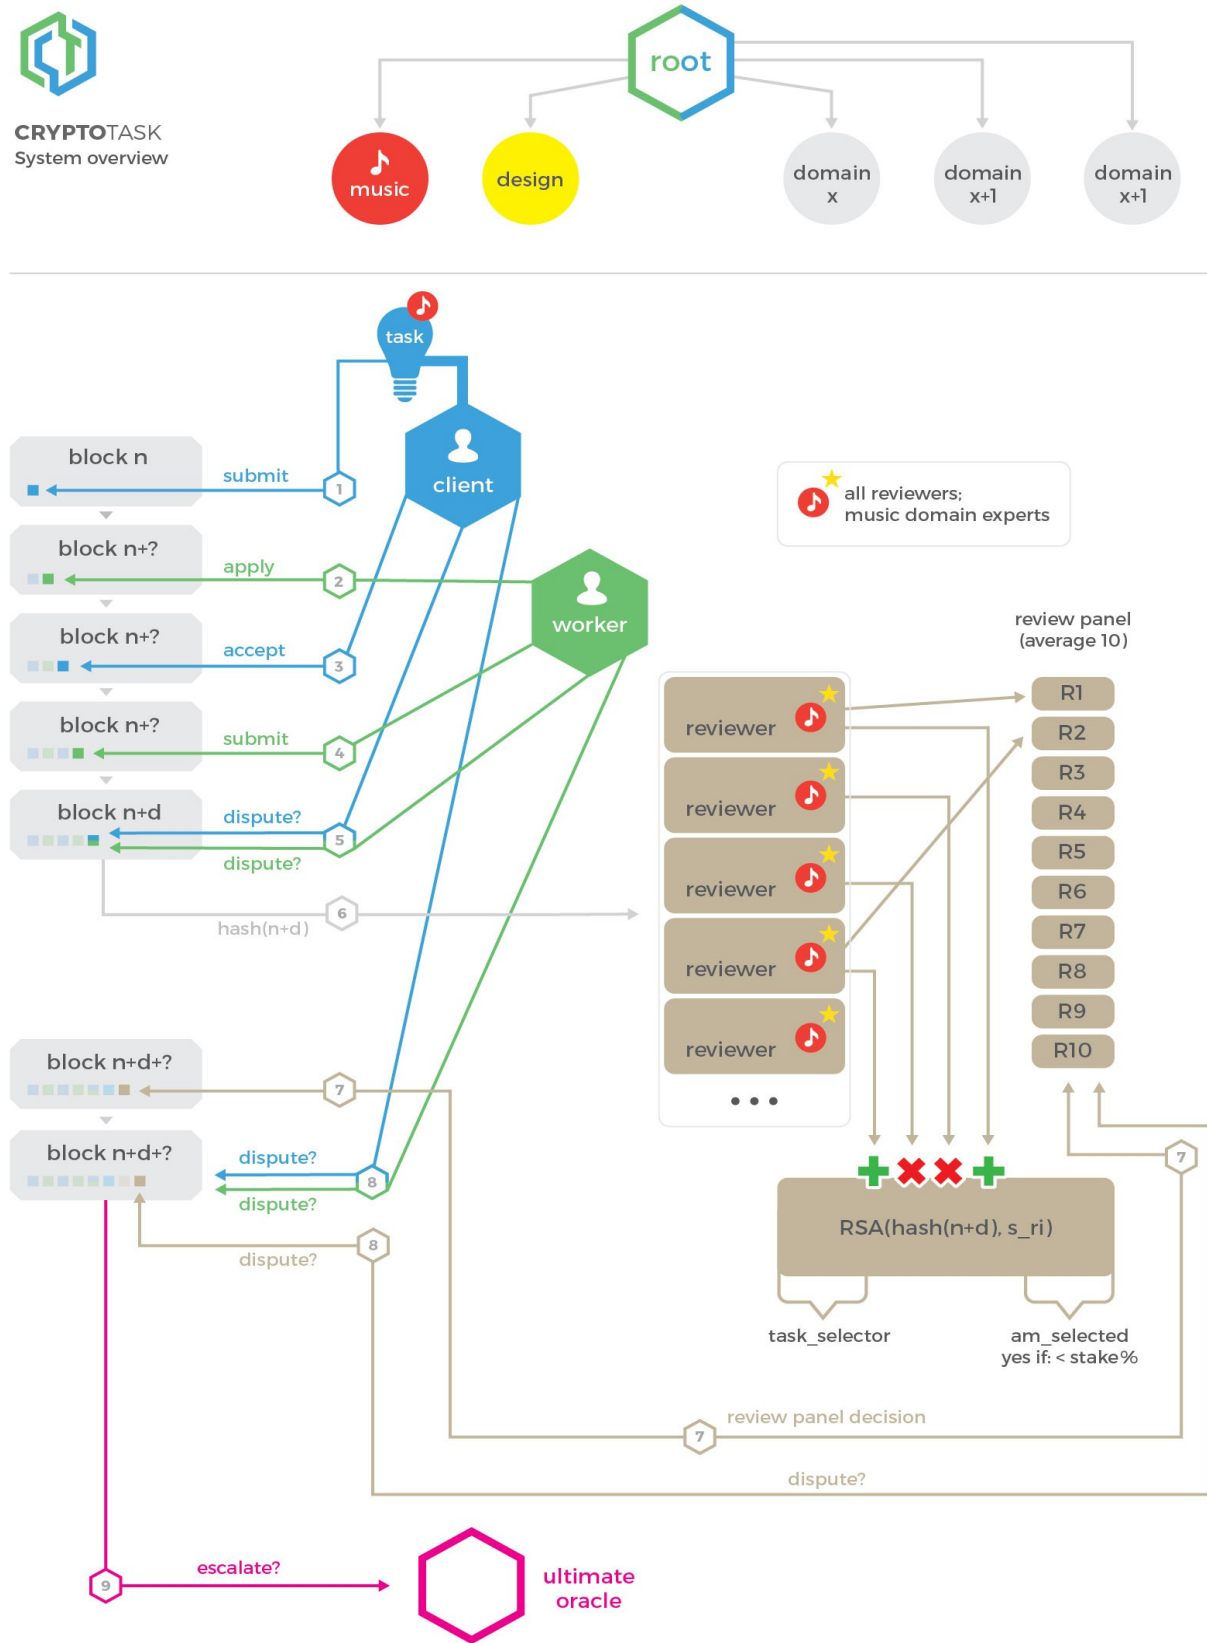 root
CRYPTOTASK
System overview
music
design
domain
x
domain
x+1
domain
x+1
task
client
block n
submit
1
all reviewers;
music domain experts
block n+?
apply
2
worker
block n+?
accept
3
review panel
(average 10)
block n+?
submit
4
block n+d
dispute?
5
dispute?
hash(n+d)
6
reviewer
reviewer
reviewer
reviewer
reviewer
...
R1
R2
R3
R4
R5
R6
R7
R8
R9
R10
block n+d+?
7
7
block n+d+?
dispute?
8
dispute?
8
dispute?
RSA(hash(n+d), s_ri)
task_selector
am_selected
yes if: < stake%
review panel decision
7
dispute?
escalate?
9
ultimate
oracle